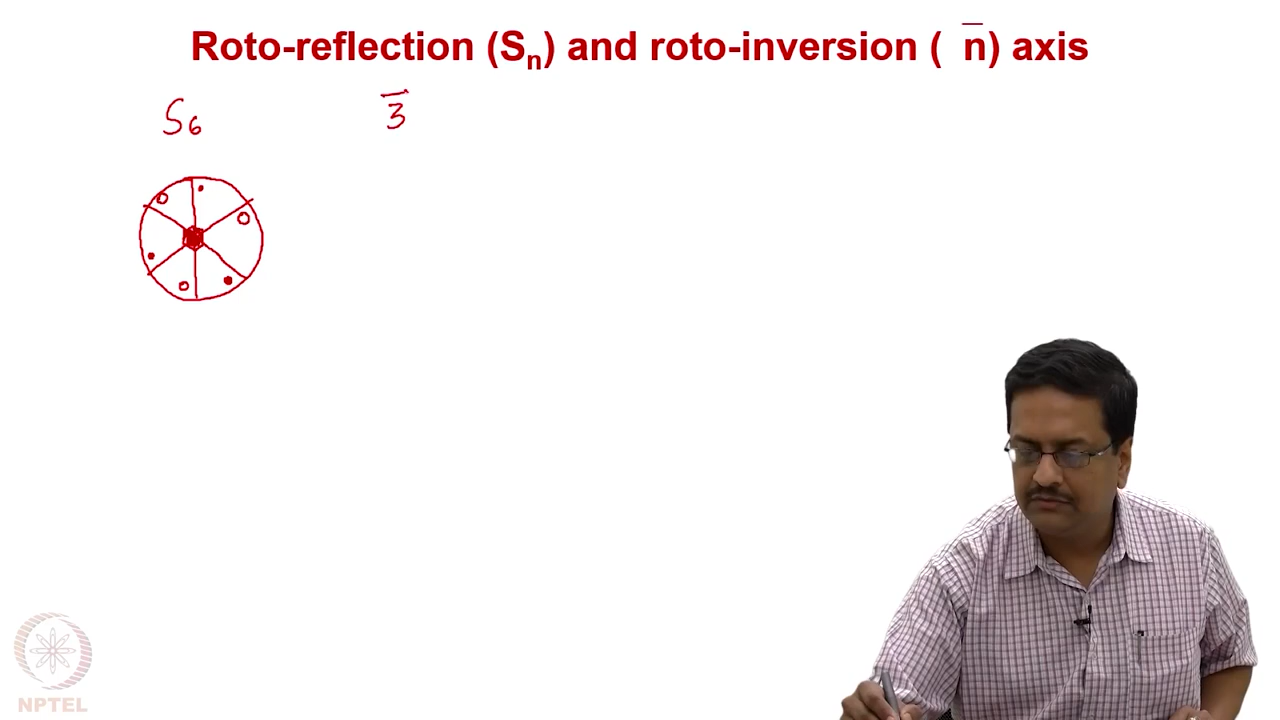 Roto-reflection (Sn) and roto-inversion ( n̅) axis
S6 3̅
NPTEL